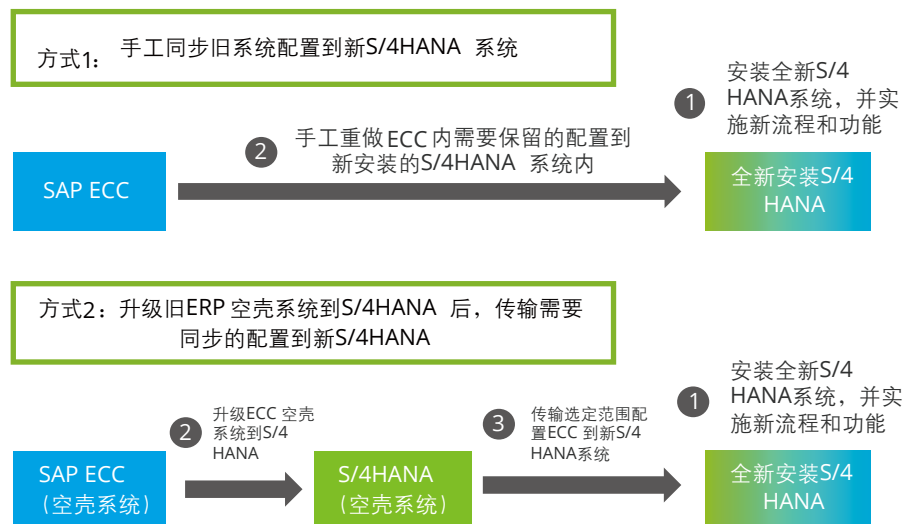 方式1：手工同步旧系统配置到新S/4HANA 系统
安装全新S/4
HANA系统，并实
施新流程和功能
1
2
手工重做ECC内需要保留的配置到
新安装的S/4HANA 系统内
SAP ECC
全新安装S/4
HANA
方式2：升级旧ERP 空壳系统到S/4HANA 后，传输需要
同步的配置到新S/4HANA
安装全新S/4
HANA系统，并实
施新流程和功能
1
2
升级ECC 空壳
系统到S/4
HANA
3
传输选定范围配
置ECC 到新S/4
HANA系统
SAP ECC
（空壳系统）
S/4HANA
（空壳系统）
全新安装S/4
HANA